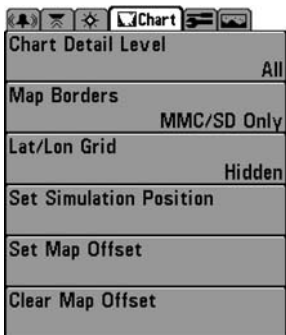 Chart
Chart Detail Level
All
Map Borders
MMC/SD Only
Lat/Lon Grid
Hidden
Set Simulation Position
Set Map Offset
Clear Map Offset